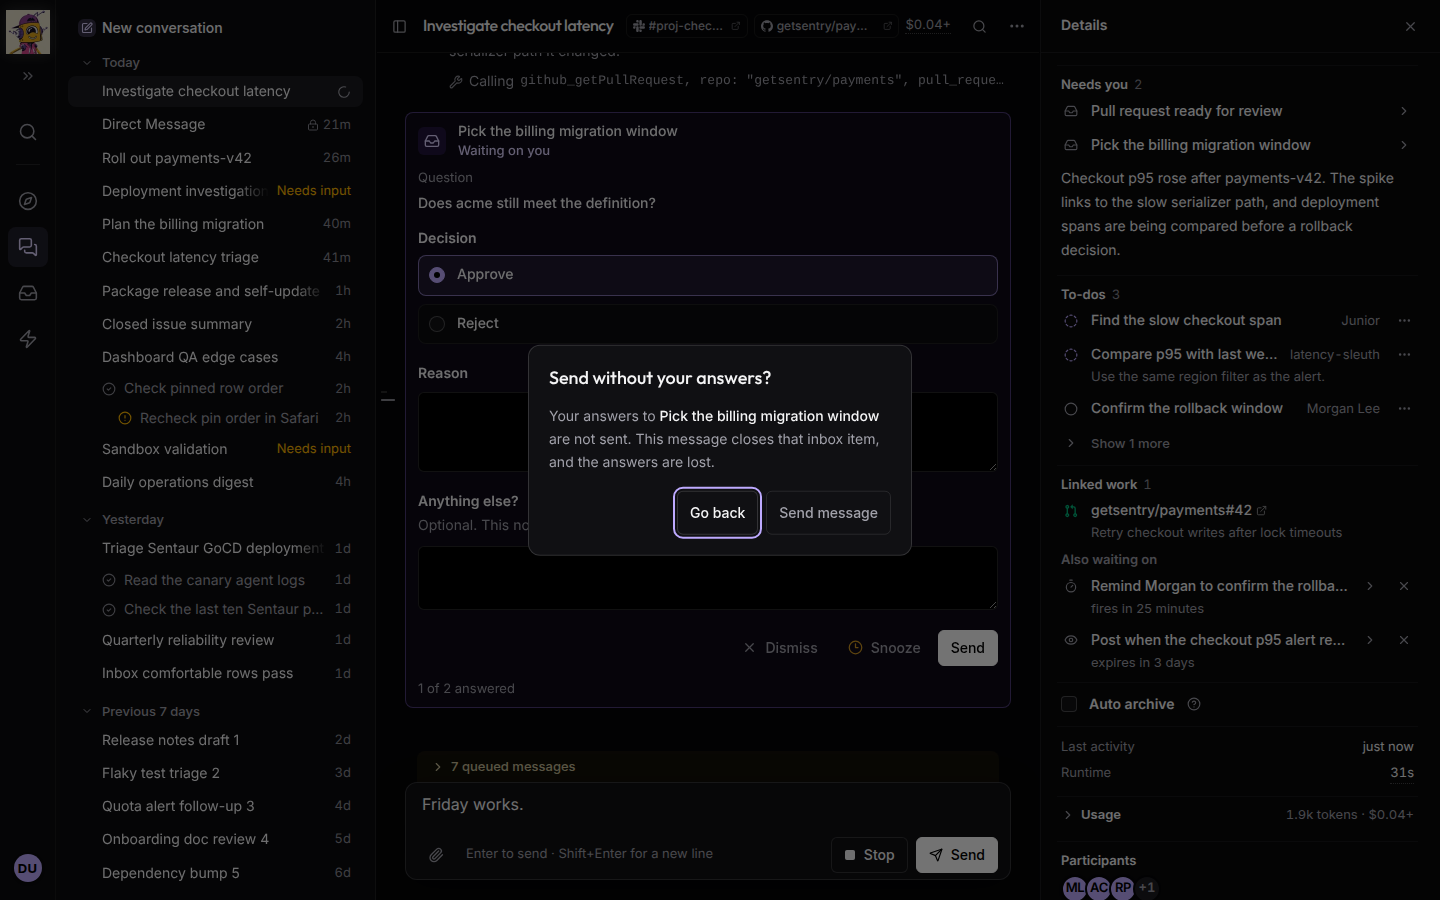 New conversation
Today
Investigate checkout latency
Direct Message 21m
Roll out payments-v42 26m
Deployment investigation Needs input
Plan the billing migration 40m
Checkout latency triage 41m
Package release and self-update 1h
Closed issue summary 2h
Dashboard QA edge cases 4h
Check pinned row order 2h
Recheck pin order in Safari 2h
Sandbox validation Needs input
Daily operations digest 4h
Yesterday
Triage Sentaur GoCD deployment 1d
Read the canary agent logs 1d
Check the last ten Sentaur p... 1d
Quarterly reliability review 1d
Inbox comfortable rows pass 1d
Previous 7 days
Release notes draft 1 2d
Flaky test triage 2 3d
Quota alert follow-up 3 4d
Onboarding doc review 4 5d
Dependency bump 5 6d
DU
Investigate checkout latency #proj-chec... getsentry/pay... $0.04+
serializer path it changed.
Calling github_getPullRequest, repo: "getsentry/payments", pull_reque…
Pick the billing migration window
Waiting on you
Question
Does acme still meet the definition?
Decision
Approve
Reject
Reason
Anything else?
Optional. This no
Dismiss Snooze Send
1 of 2 answered
Send without your answers?
Your answers to Pick the billing migration window
are not sent. This message closes that inbox item,
and the answers are lost.
Go back Send message
7 queued messages
Friday works.
Enter to send · Shift+Enter for a new line Stop Send
Details
Needs you 2
Pull request ready for review
Pick the billing migration window
Checkout p95 rose after payments-v42. The spike
links to the slow serializer path, and deployment
spans are being compared before a rollback
decision.
To-dos 3
Find the slow checkout span Junior
Compare p95 with last we... latency-sleuth
Use the same region filter as the alert.
Confirm the rollback window Morgan Lee
Show 1 more
Linked work 1
getsentry/payments#42
Retry checkout writes after lock timeouts
Also waiting on
Remind Morgan to confirm the rollba...
fires in 25 minutes
Post when the checkout p95 alert re...
expires in 3 days
Auto archive
Last activity just now
Runtime 31s
Usage 1.9k tokens · $0.04+
Participants
ML AC RP +1